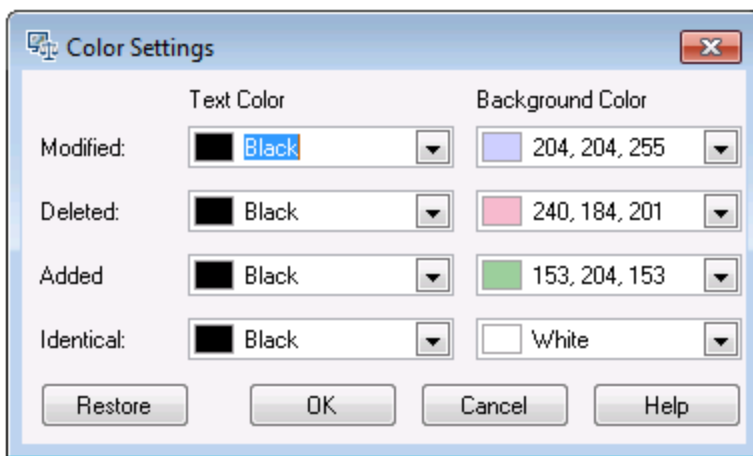 Color Settings
Text Color Background Color
Modified: Black 204, 204, 255
Deleted: Black 240, 184, 201
Added Black 153, 204, 153
Identical: Black White
Restore OK Cancel Help